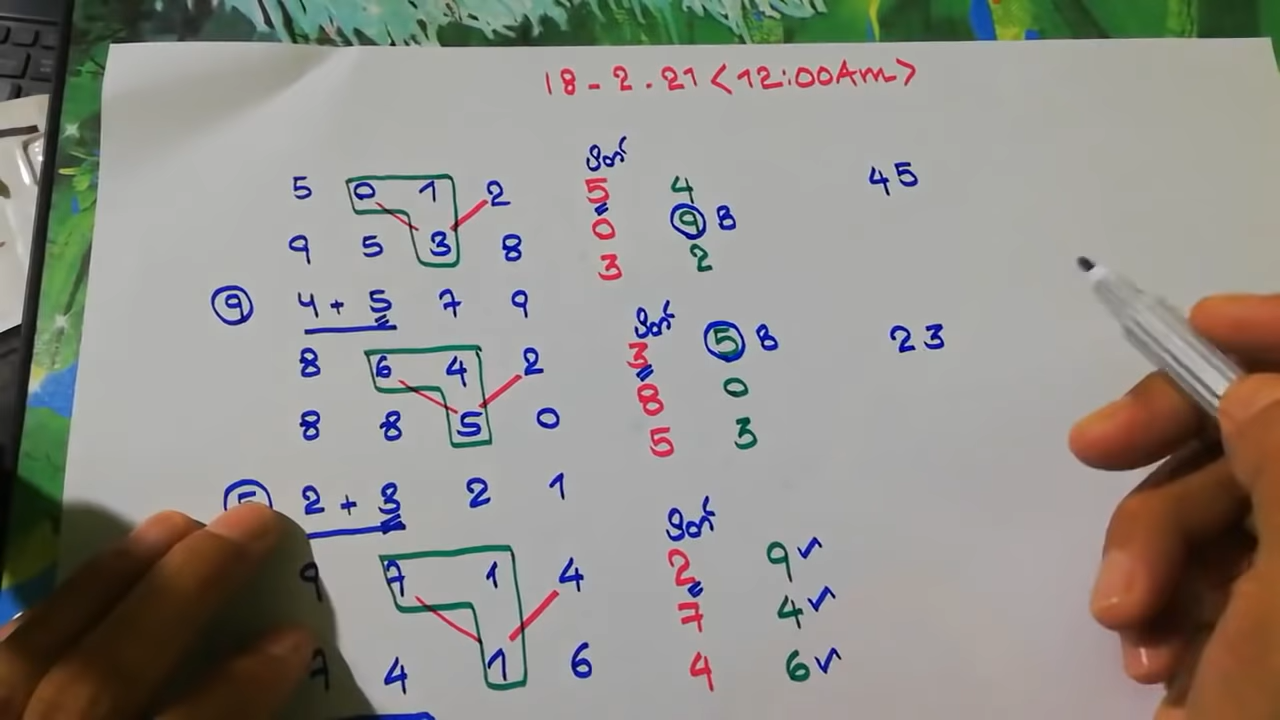 18-2.21 <12:00Am>
ဒိတ်
5 0 1 2 5 4 45
0 9 8
9 5 3 8 3 2
9 4 + 5 7 9
8 6 4 2 3 5 8 23
8 0
8 8 5 0 5 3
5 2 + 3 2 1
9 7 1 4 2 9✓
7 4✓
4 1 6 4 6✓